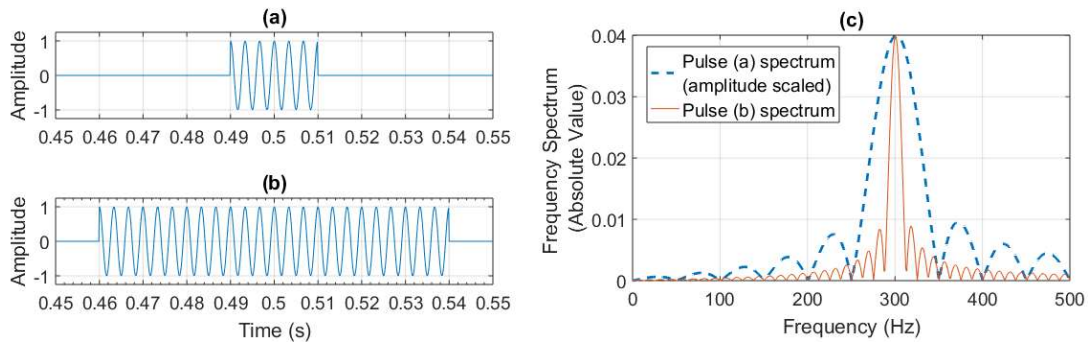 (a)
Amplitude
1
0
-1
0.45 0.46 0.47 0.48 0.49 0.5 0.51 0.52 0.53 0.54 0.55
(b)
Amplitude
1
0
-1
0.45 0.46 0.47 0.48 0.49 0.5 0.51 0.52 0.53 0.54 0.55
Time (s)
(c)
Frequency Spectrum
(Absolute Value)
0.04
0.03
0.02
0.01
0
Pulse (a) spectrum
(amplitude scaled)
Pulse (b) spectrum
0 100 200 300 400 500
Frequency (Hz)